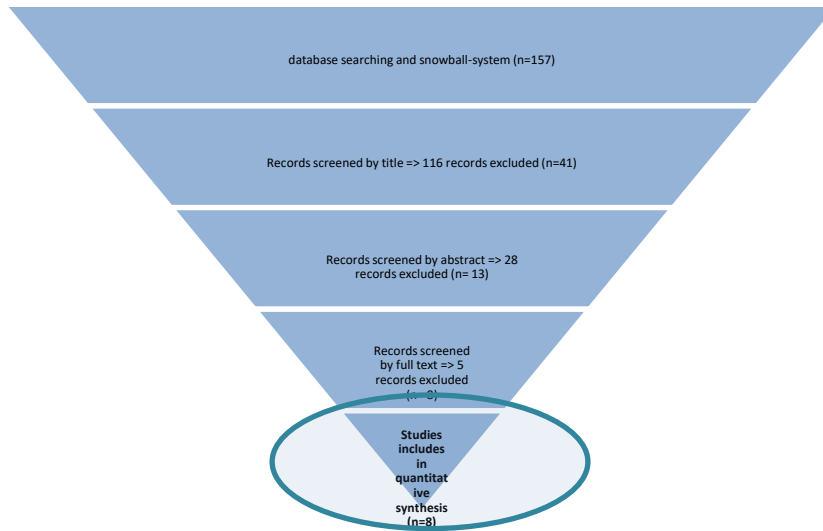 database searching and snowball-system (n=157)
Records screened by title => 116 records excluded (n=41)
Records screened by abstract => 28
records excluded (n= 13)
Records screened
by full text => 5
records excluded
(n=8)
Studies
includes
in
quantitat
ive
synthesis
(n=8)